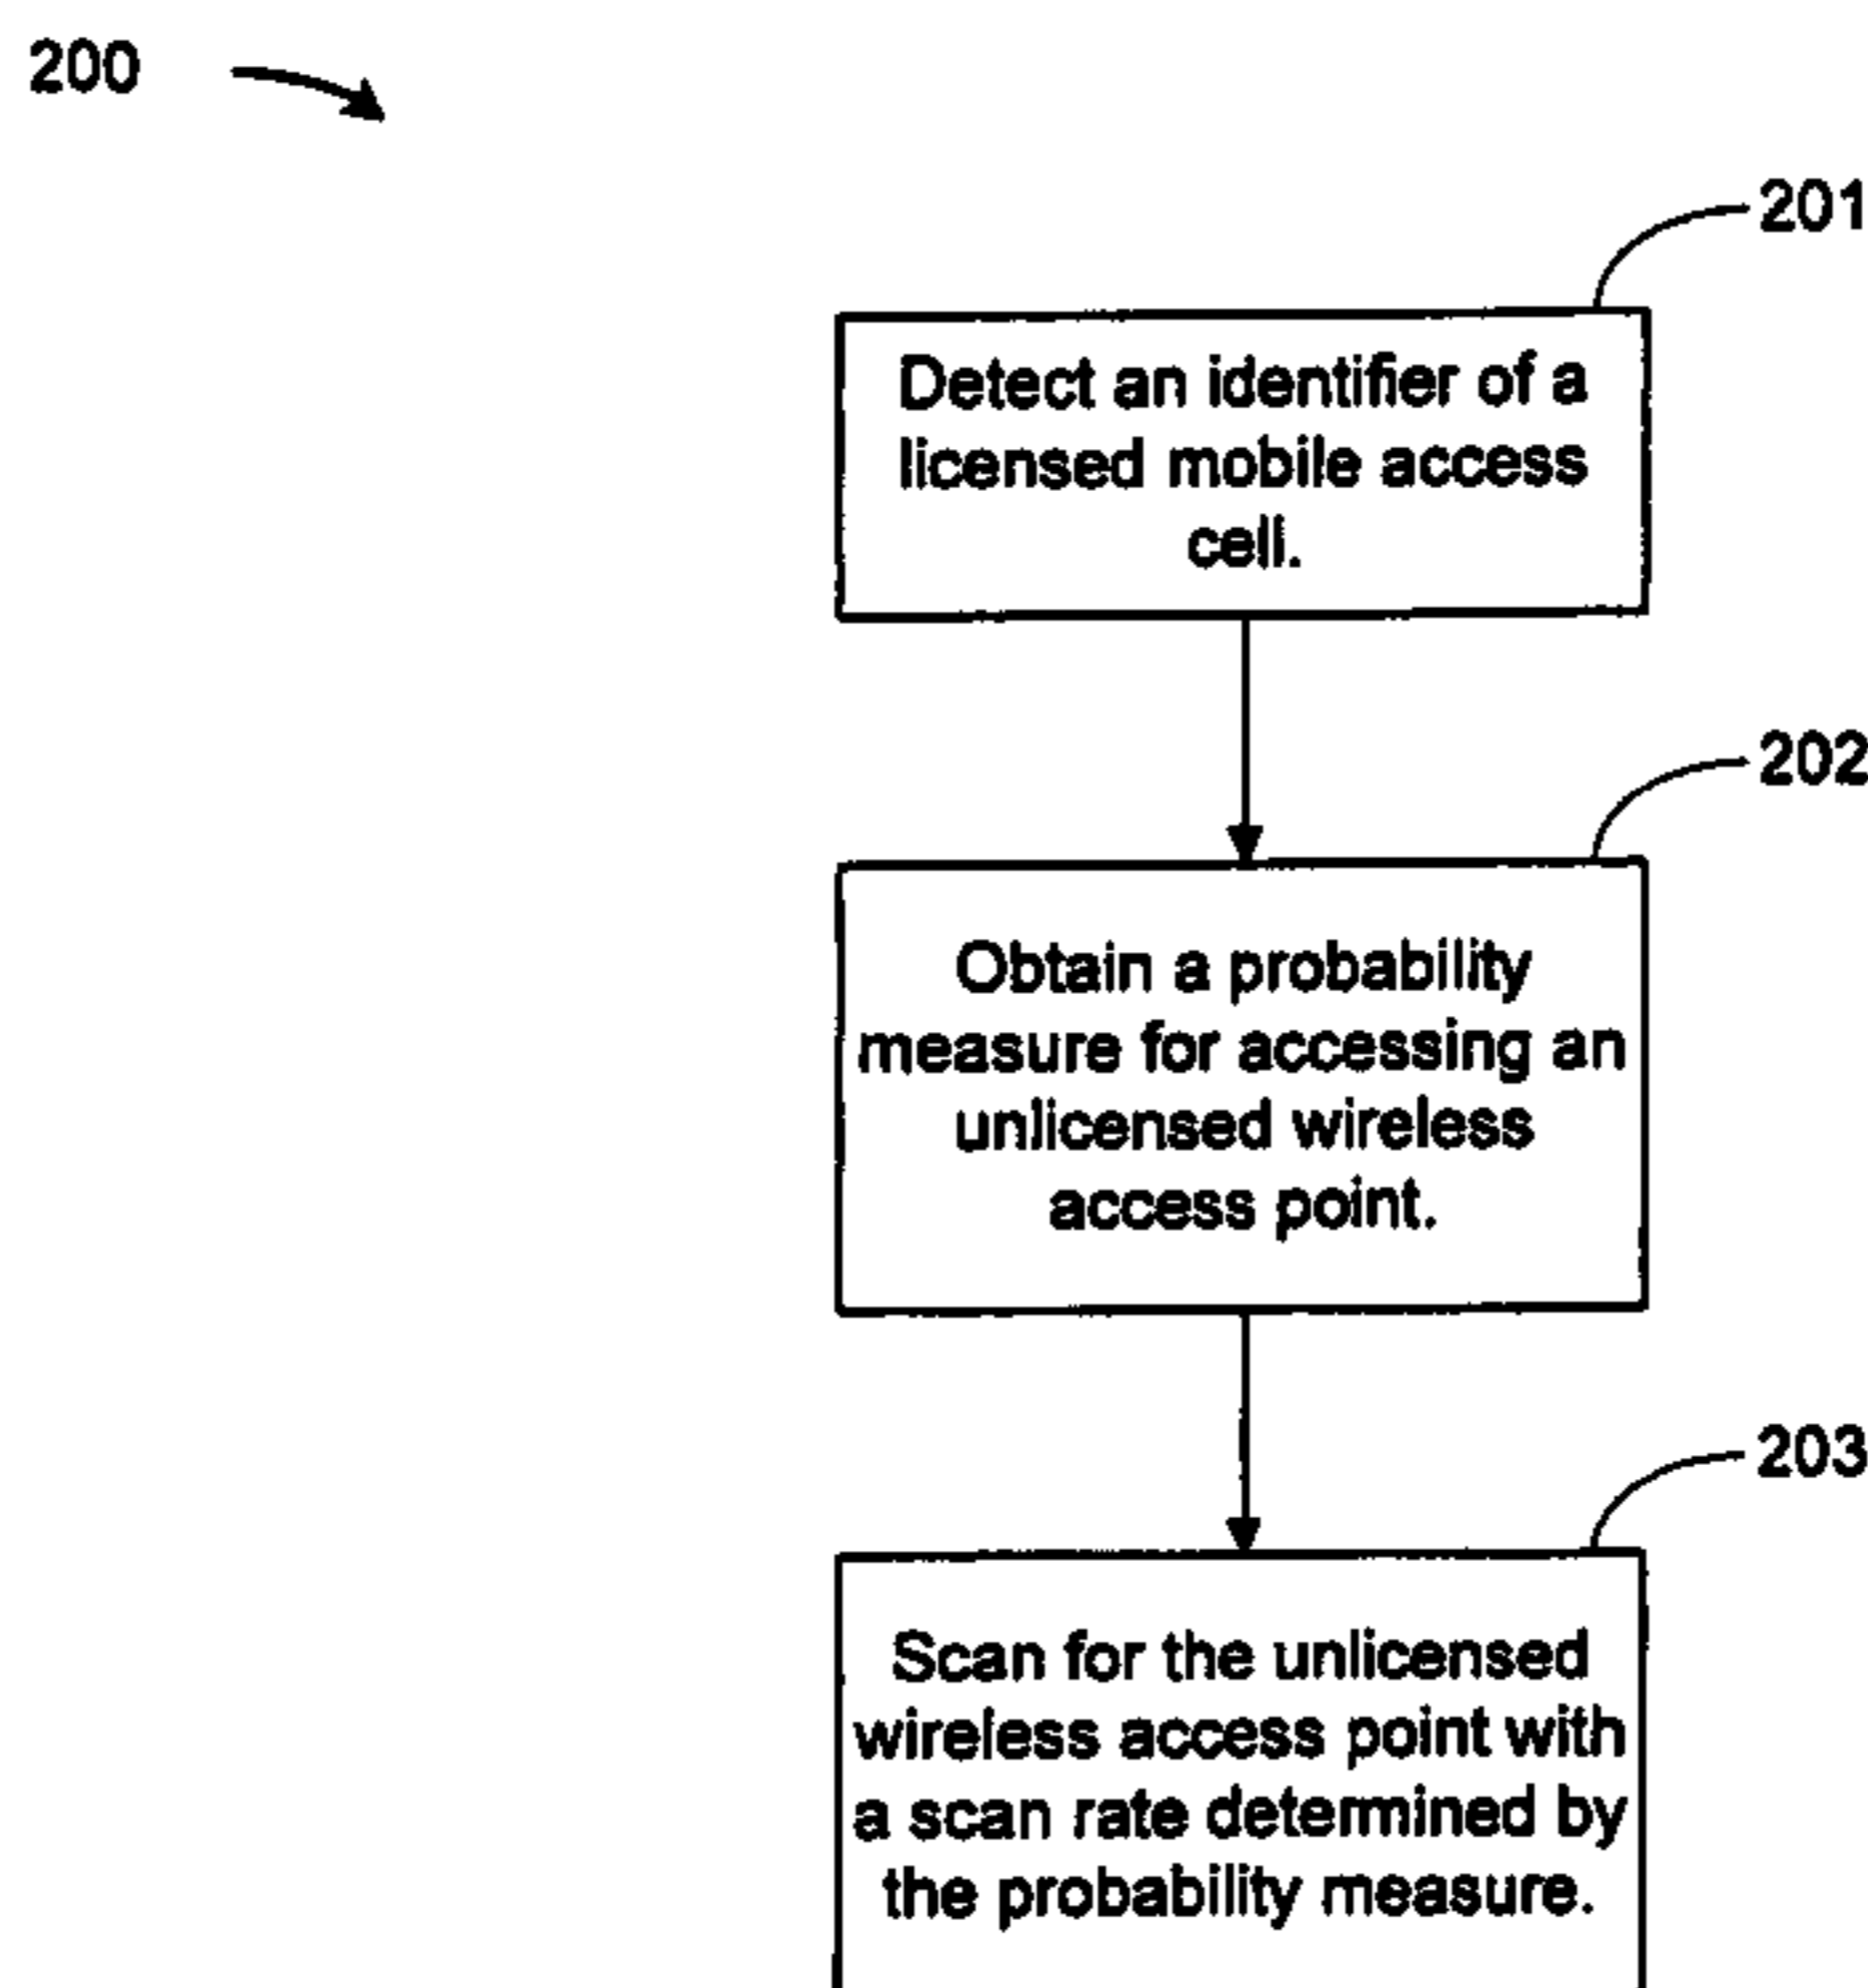 200
201
Detect an identifier of a
licensed mobile access
cell.
202
Obtain a probability
measure for accessing an
unlicensed wireless
access point.
203
Scan for the unlicensed
wireless access point with
a scan rate determined by
the probability measure.